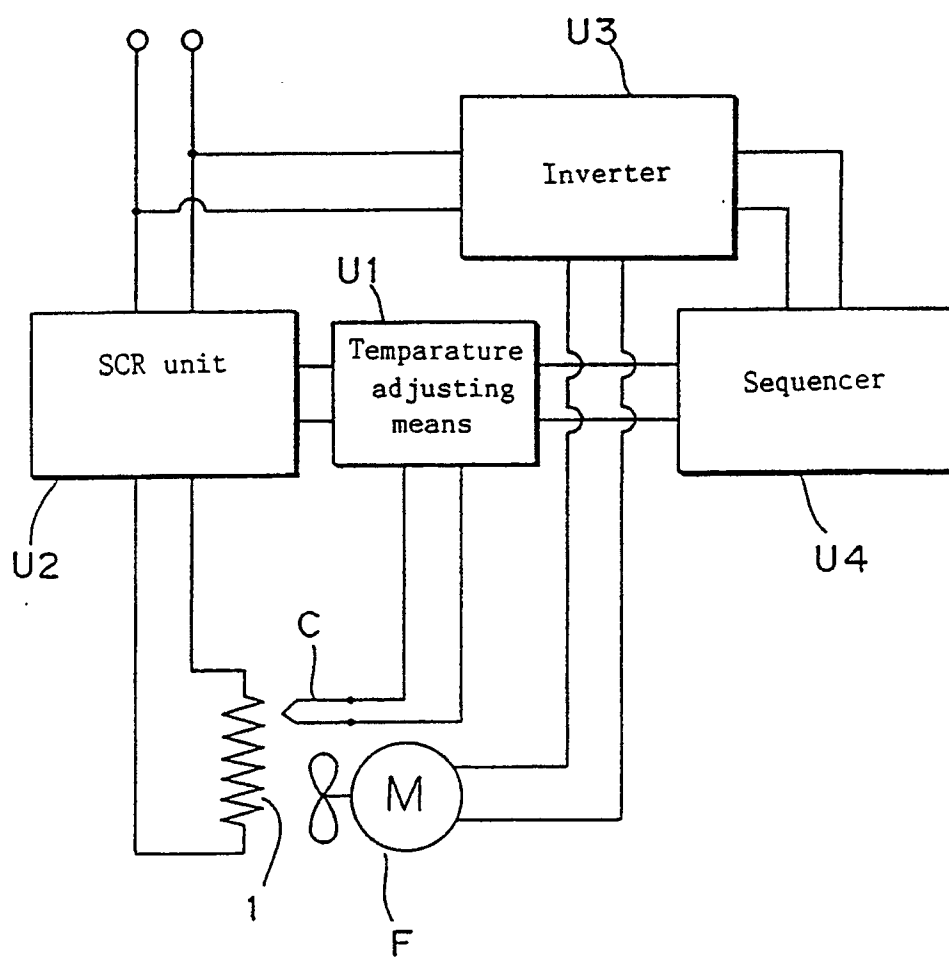 U3
Inverter
U1
SCR unit
Temparature
adjusting
means
Sequencer
U2
U4
C
M
1
F